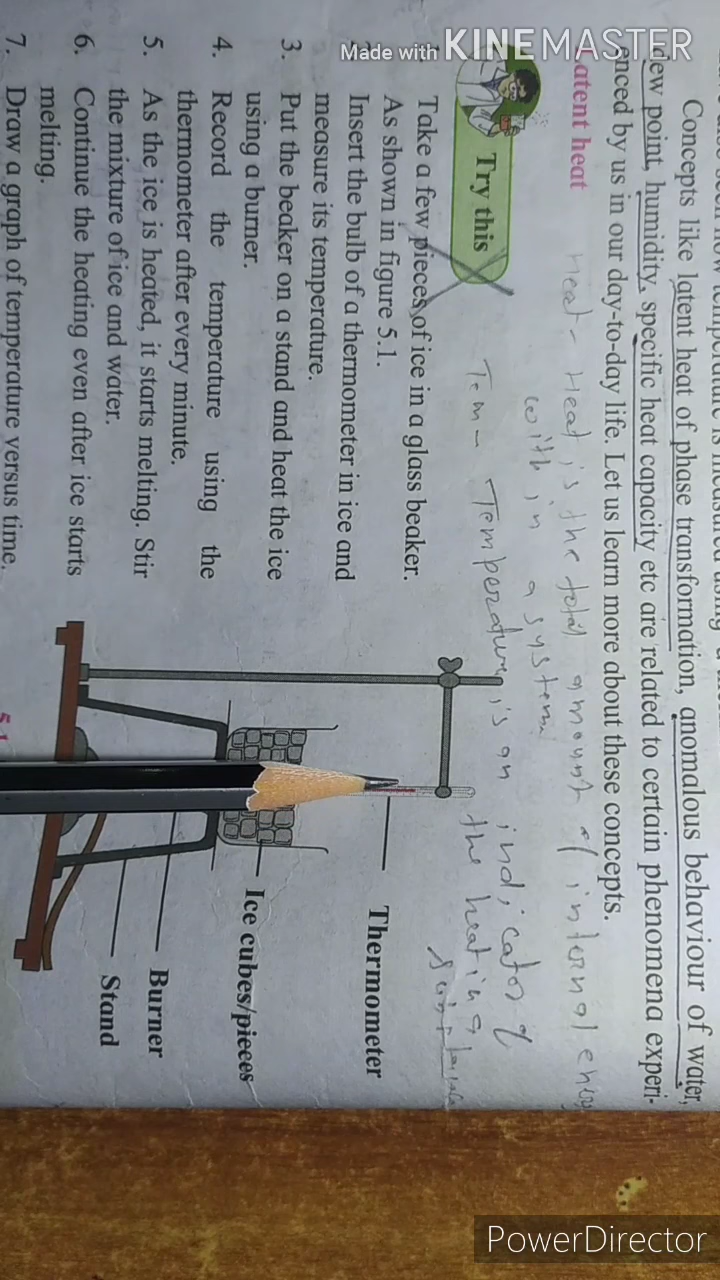 Made with KINEMASTER
Concepts like latent heat of phase transformation, anomalous behaviour of water,
dew point, humidity, specific heat capacity etc are related to certain phenomena experi-
enced by us in our day-to-day life. Let us learn more about these concepts.
Latent heat
Heat - Heat is the total amount of internal
with in a system
Try this
Tem - Temperature is an indicator of
the heat in a
Take a few pieces of ice in a glass beaker.
As shown in figure 5.1.
Insert the bulb of a thermometer in ice and
measure its temperature.
3. Put the beaker on a stand and heat the ice
using a burner.
4. Record the temperature using the
thermometer after every minute.
5. As the ice is heated, it starts melting. Stir
the mixture of ice and water.
6. Continue the heating even after ice starts
melting.
7. Draw a graph of temperature versus time.
Thermometer
Ice cubes/pieces
Burner
Stand
PowerDirector